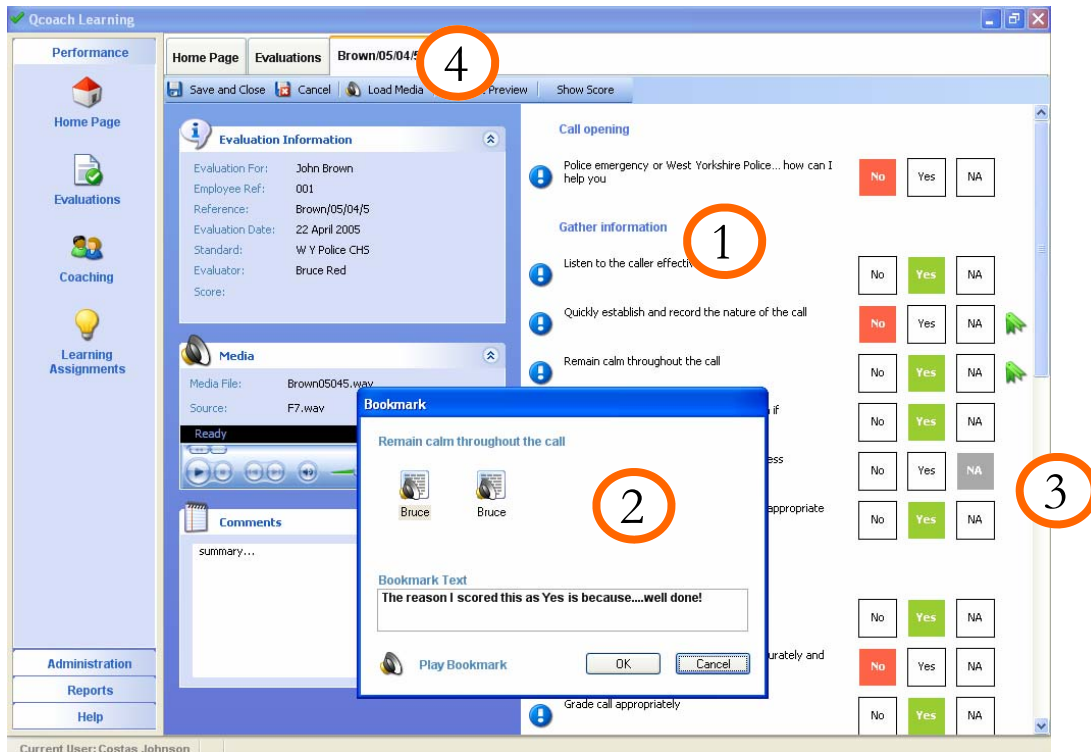 Qcoach Learning
Performance
Home Page
Evaluations
Coaching
Learning
Assignments
Administration
Reports
Help
Current User: Costas Johnson
Home Page Evaluations Brown/05/04/5
4
Save and Close Cancel Load Media Preview Show Score
Evaluation Information
Evaluation For: John Brown
Employee Ref: 001
Reference: Brown/05/04/5
Evaluation Date: 22 April 2005
Standard: W Y Police CHS
Evaluator: Bruce Red
Score:
Media
Media File: Brown05045.wav
Source: F7.wav
Ready
Comments
summary...
Call opening
Police emergency or West Yorkshire Police... how can I
help you
No Yes NA
Gather information
1
Listen to the caller
No Yes NA
Quickly establish and record the nature of the call
No Yes NA
Remain calm throughout the call
No Yes NA
if
No Yes NA
No Yes NA
3
appropriate
No Yes NA
No Yes NA
and
No Yes NA
Grade call appropriately
No Yes NA
Bookmark
Remain calm throughout the call
Bruce Bruce
2
Bookmark Text
The reason I scored this as Yes is because....well done!
Play Bookmark OK Cancel